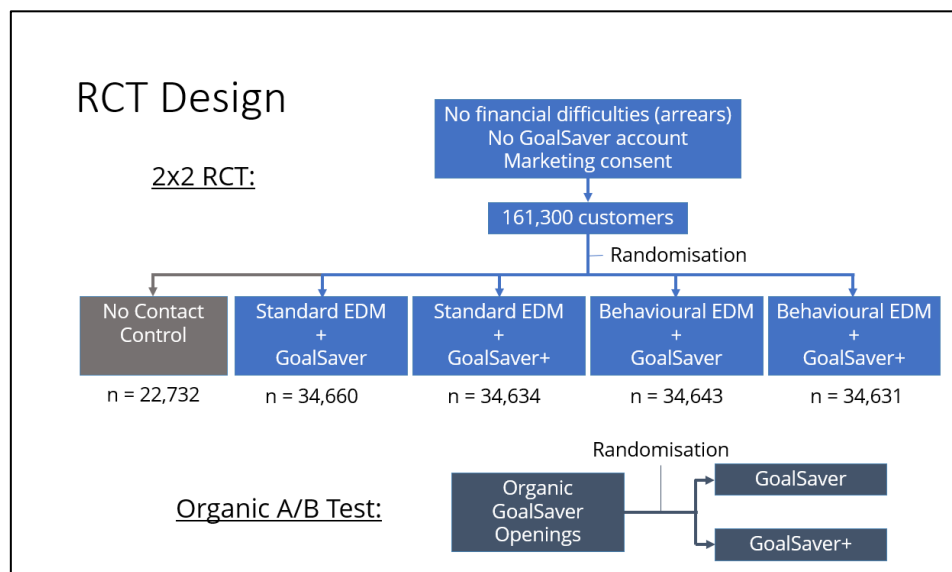 RCT Design
2x2 RCT:
No financial difficulties (arrears)
No GoalSaver account
Marketing consent
161,300 customers
Randomisation
No Contact
Control
n = 22,732
Standard EDM
+
GoalSaver
n = 34,660
Standard EDM
+
GoalSaver+
n = 34,634
Behavioural EDM
+
GoalSaver
n = 34,643
Behavioural EDM
+
GoalSaver+
n = 34,631
Organic A/B Test:
Organic
GoalSaver
Openings
Randomisation
GoalSaver
GoalSaver+